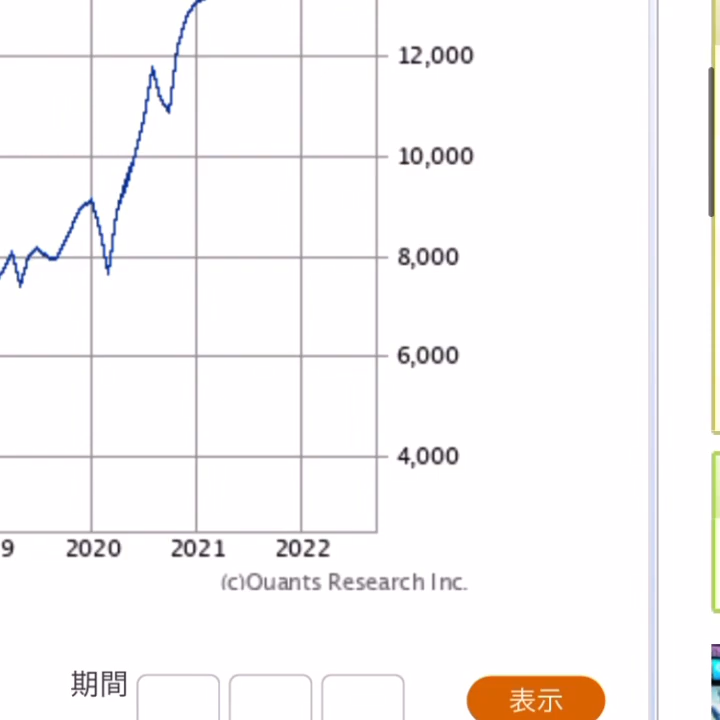 12,000
10,000
8,000
6,000
4,000
9 2020 2021 2022
(c)Quants Research Inc.
期間 表示